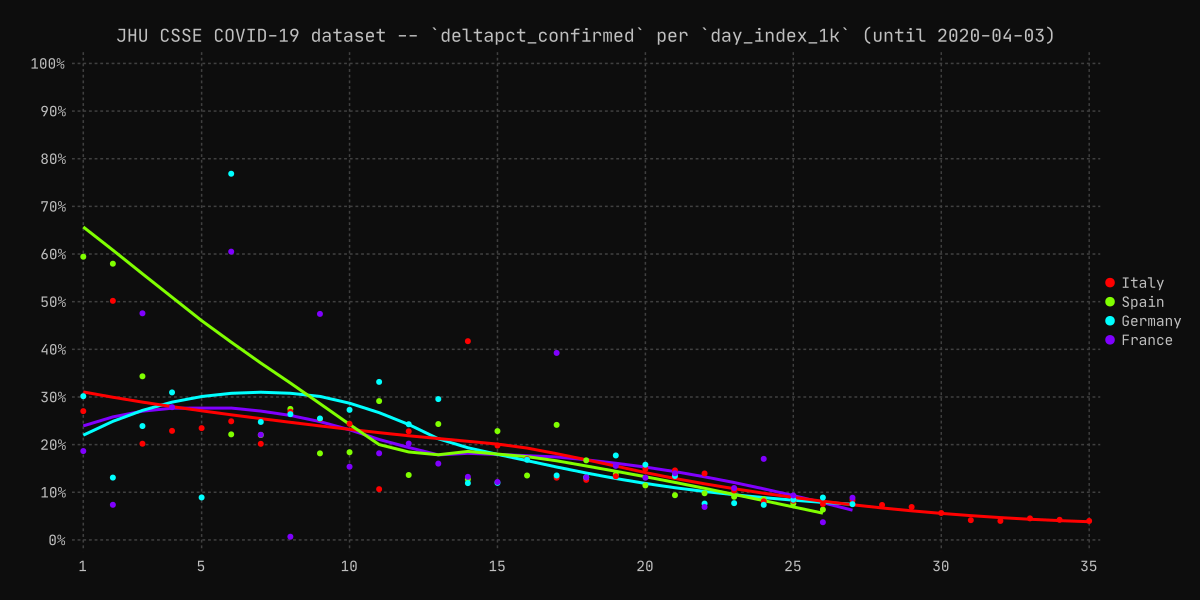 JHU CSSE COVID-19 dataset -- `deltapct_confirmed` per `day_index_1k` (until 2020-04-03)
100%
90%
80%
70%
60%
50%
40%
30%
20%
10%
0%
1 5 10 15 20 25 30 35
Italy
Spain
Germany
France